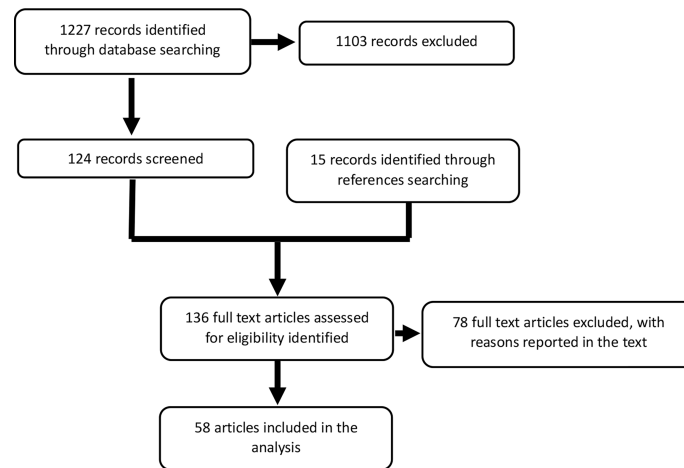 1227 records identified
through database searching
1103 records excluded
124 records screened
15 records identified through
references searching
136 full text articles assessed
for eligibility identified
78 full text articles excluded, with
reasons reported in the text
58 articles included in the
analysis